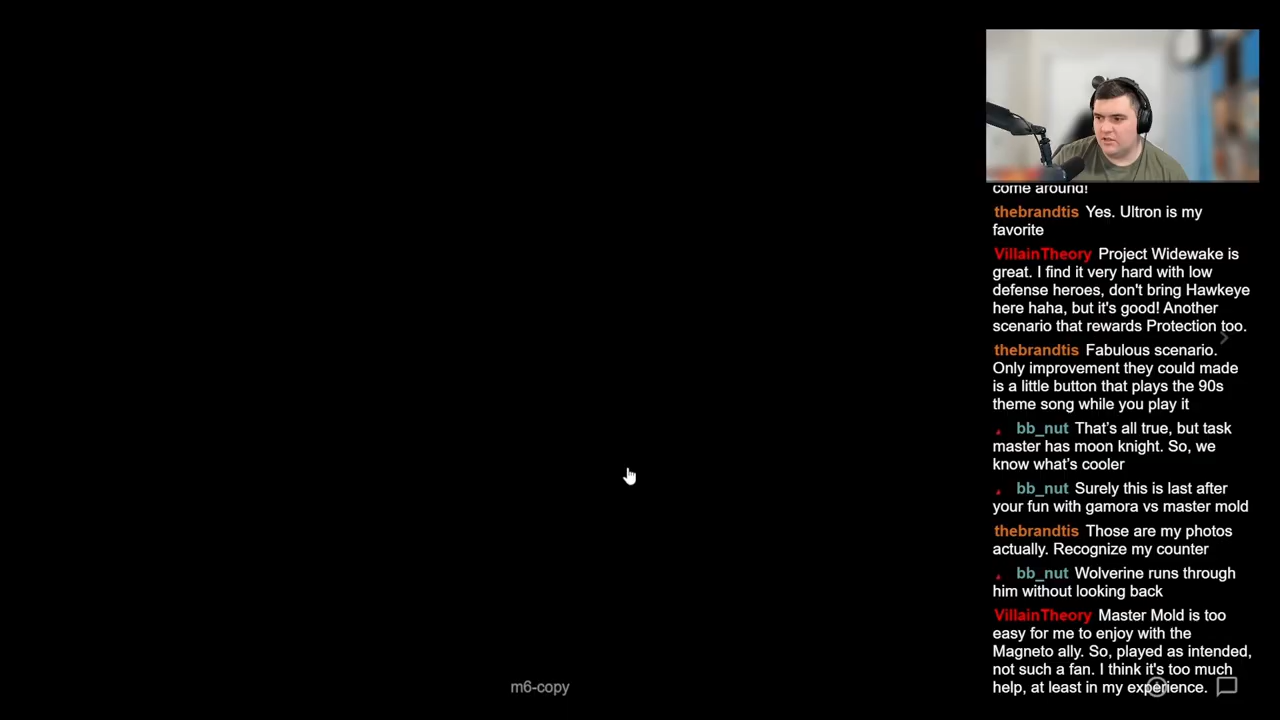 come around!
thebrandtis Yes. Ultron is my
favorite
VillainTheory Project Widewake is
great. I find it very hard with low
defense heroes, don't bring Hawkeye
here haha, but it's good! Another
scenario that rewards Protection too.
thebrandtis Fabulous scenario.
Only improvement they could made
is a little button that plays the 90s
theme song while you play it
bb_nut That's all true, but task
master has moon knight. So, we
know what's cooler
bb_nut Surely this is last after
your fun with gamora vs master mold
thebrandtis Those are my photos
actually. Recognize my counter
bb_nut Wolverine runs through
him without looking back
VillainTheory Master Mold is too
easy for me to enjoy with the
Magneto ally. So, played as intended,
not such a fan. I think it's too much
help, at least in my experience.
m6-copy